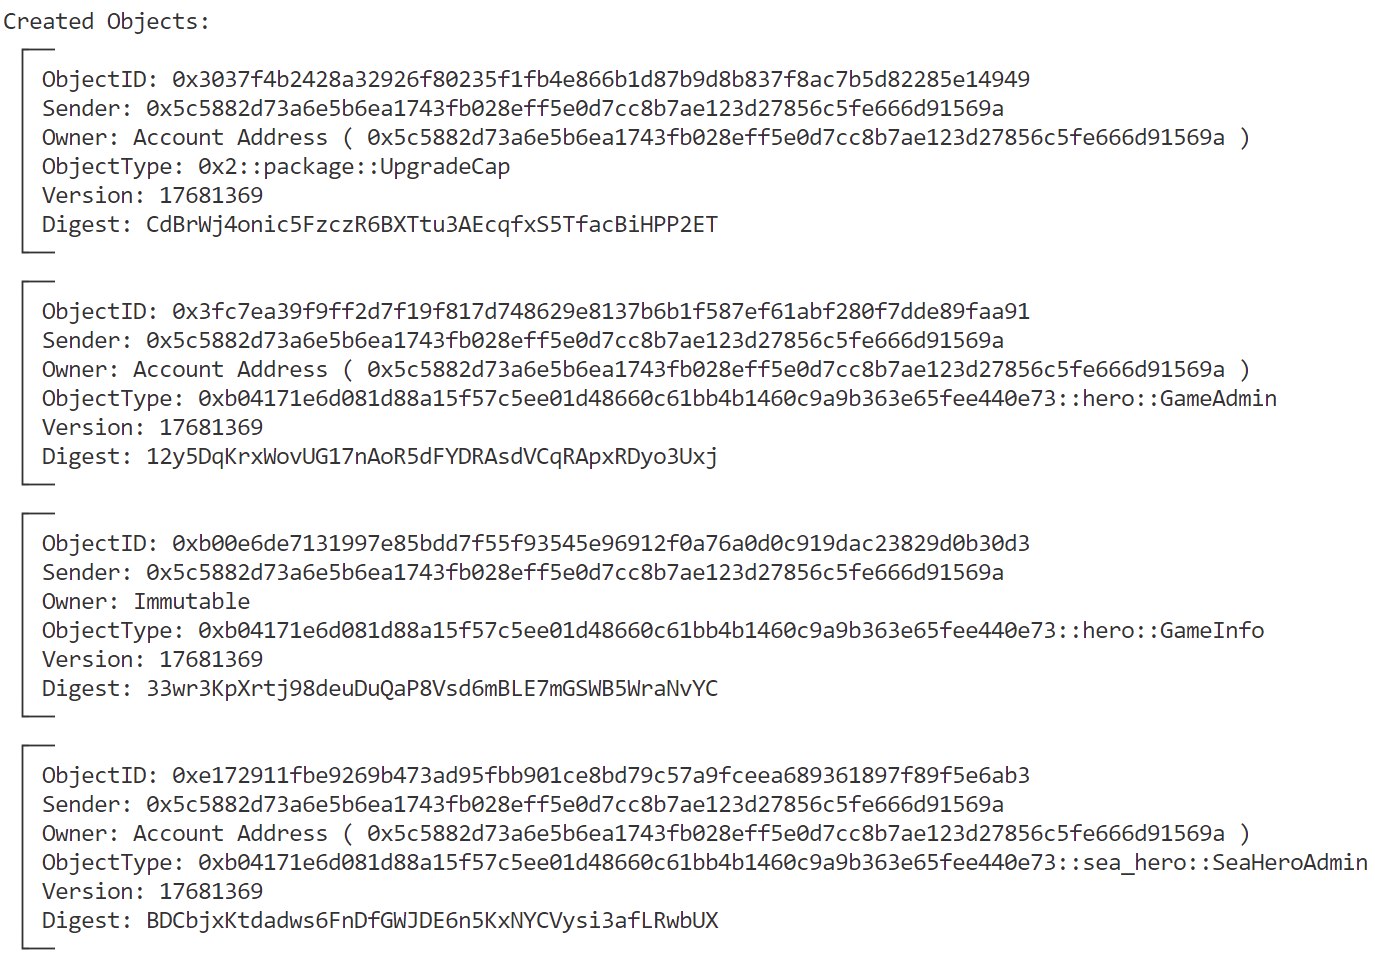 Created Objects:
ObjectID: 0x3037f4b2428a32926f80235f1fb4e866b1d87b9d8b837f8ac7b5d82285e14949
Sender: 0x5c5882d73a6e5b6ea1743fb028eff5e0d7cc8b7ae123d27856c5fe666d91569a
Owner: Account Address ( 0x5c5882d73a6e5b6ea1743fb028eff5e0d7cc8b7ae123d27856c5fe666d91569a )
ObjectType: 0x2::package::UpgradeCap
Version: 17681369
Digest: CdBrWj4onic5FzczR6BXTtu3AEcqfxS5TfacBiHPP2ET
ObjectID: 0x3fc7ea39f9ff2d7f19f817d748629e8137b6b1f587ef61abf280f7dde89faa91
Sender: 0x5c5882d73a6e5b6ea1743fb028eff5e0d7cc8b7ae123d27856c5fe666d91569a
Owner: Account Address ( 0x5c5882d73a6e5b6ea1743fb028eff5e0d7cc8b7ae123d27856c5fe666d91569a )
ObjectType: 0xb04171e6d081d88a15f57c5ee01d48660c61bb4b1460c9a9b363e65fee440e73::hero::GameAdmin
Version: 17681369
Digest: 12y5DqKrxWovUG17nAoR5dFYDRAsdVCqRApxRDyo3Uxj
ObjectID: 0xb00e6de7131997e85bdd7f55f93545e96912f0a76a0d0c919dac23829d0b30d3
Sender: 0x5c5882d73a6e5b6ea1743fb028eff5e0d7cc8b7ae123d27856c5fe666d91569a
Owner: Immutable
ObjectType: 0xb04171e6d081d88a15f57c5ee01d48660c61bb4b1460c9a9b363e65fee440e73::hero::GameInfo
Version: 17681369
Digest: 33wr3KpXrtj98deuDuQaP8Vsd6mBLE7mGSWB5WraNvYC
ObjectID: 0xe172911fbe9269b473ad95fbb901ce8bd79c57a9fceea689361897f89f5e6ab3
Sender: 0x5c5882d73a6e5b6ea1743fb028eff5e0d7cc8b7ae123d27856c5fe666d91569a
Owner: Account Address ( 0x5c5882d73a6e5b6ea1743fb028eff5e0d7cc8b7ae123d27856c5fe666d91569a )
ObjectType: 0xb04171e6d081d88a15f57c5ee01d48660c61bb4b1460c9a9b363e65fee440e73::sea_hero::SeaHeroAdmin
Version: 17681369
Digest: BDCbjxKtdadws6FnDfGWJDE6n5KxNYCVysi3afLRwbUX